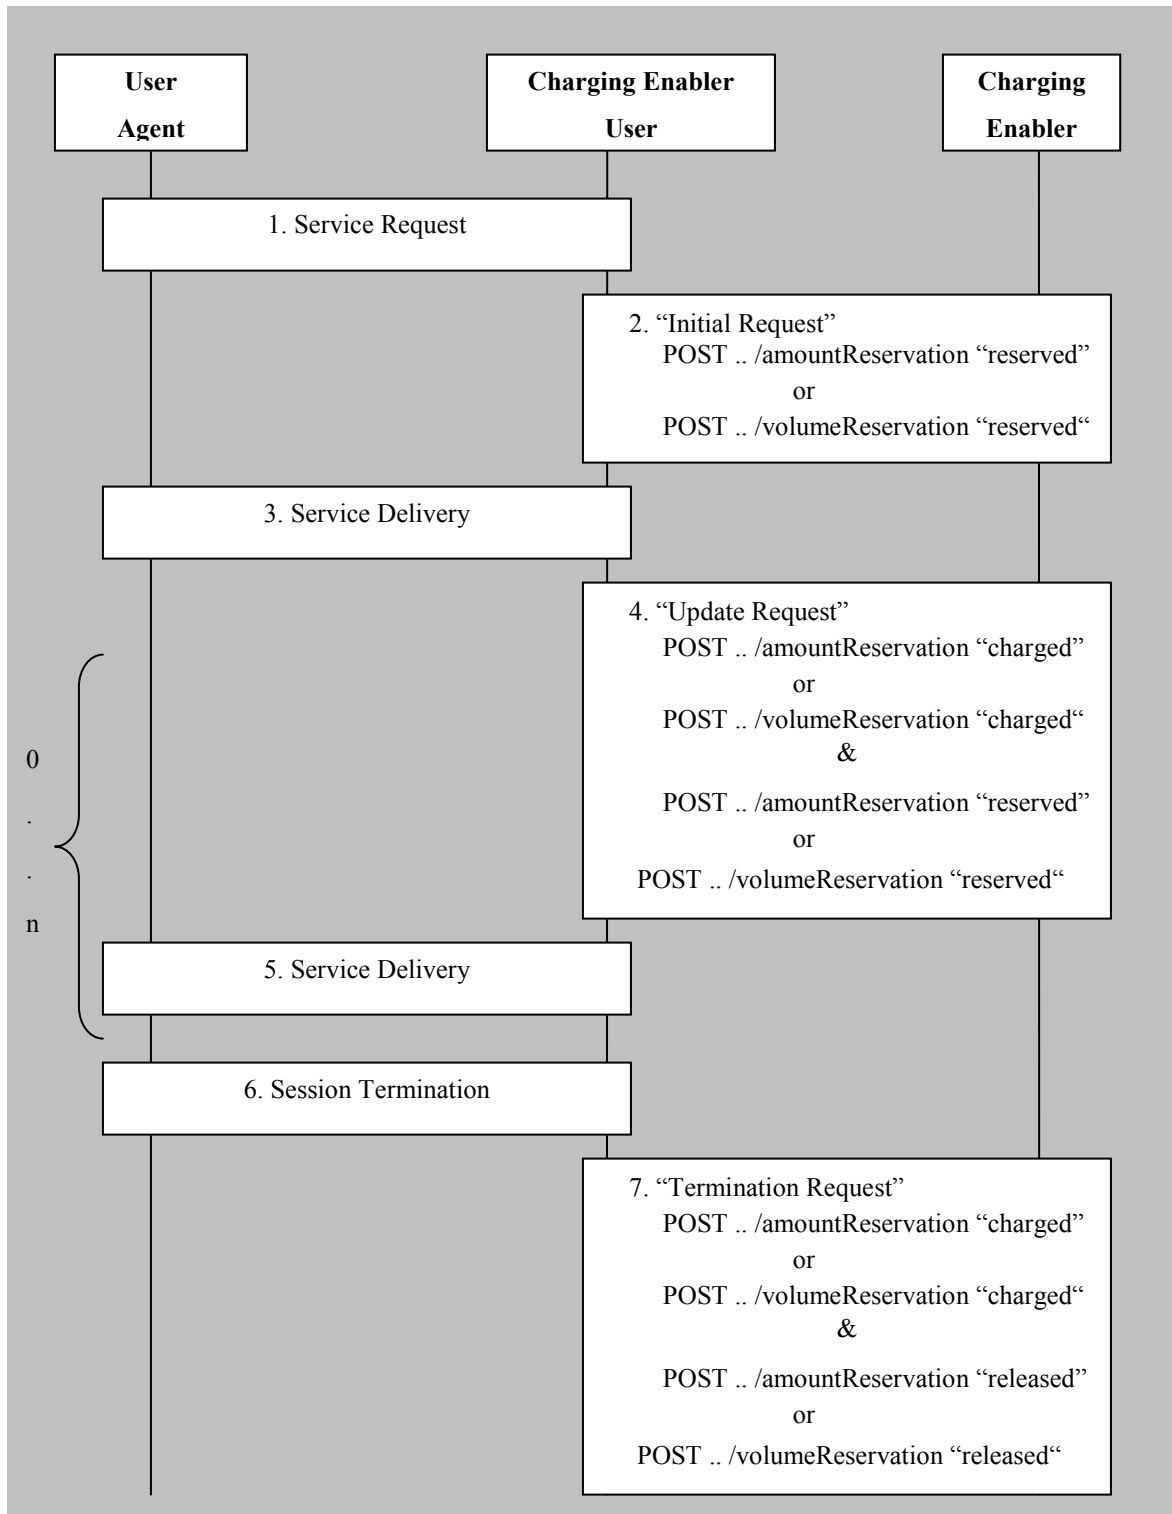 User
Agent
Charging Enabler
User
Charging
Enabler
1. Service Request
2. “Initial Request”
POST .. /amountReservation “reserved”
or
POST .. /volumeReservation “reserved“
3. Service Delivery
4. “Update Request”
POST .. /amountReservation “charged”
or
POST .. /volumeReservation “charged“
&
POST .. /amountReservation “reserved”
or
POST .. /volumeReservation “reserved“
0
.
.
n
5. Service Delivery
6. Session Termination
7. “Termination Request”
POST .. /amountReservation “charged”
or
POST .. /volumeReservation “charged“
&
POST .. /amountReservation “released”
or
POST .. /volumeReservation “released“